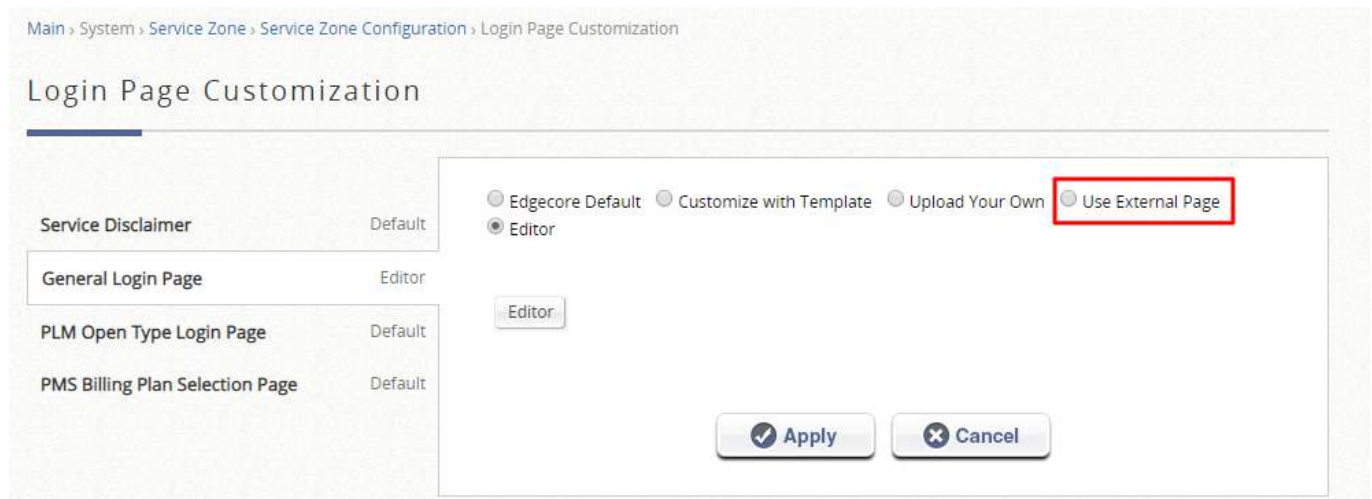 Main › System › Service Zone › Service Zone Configuration › Login Page Customization
Login Page Customization
Edgecore Default Customize with Template Upload Your Own Use External Page
Editor
Service Disclaimer Default
General Login Page Editor
PLM Open Type Login Page Default
PMS Billing Plan Selection Page Default
Editor
Apply Cancel